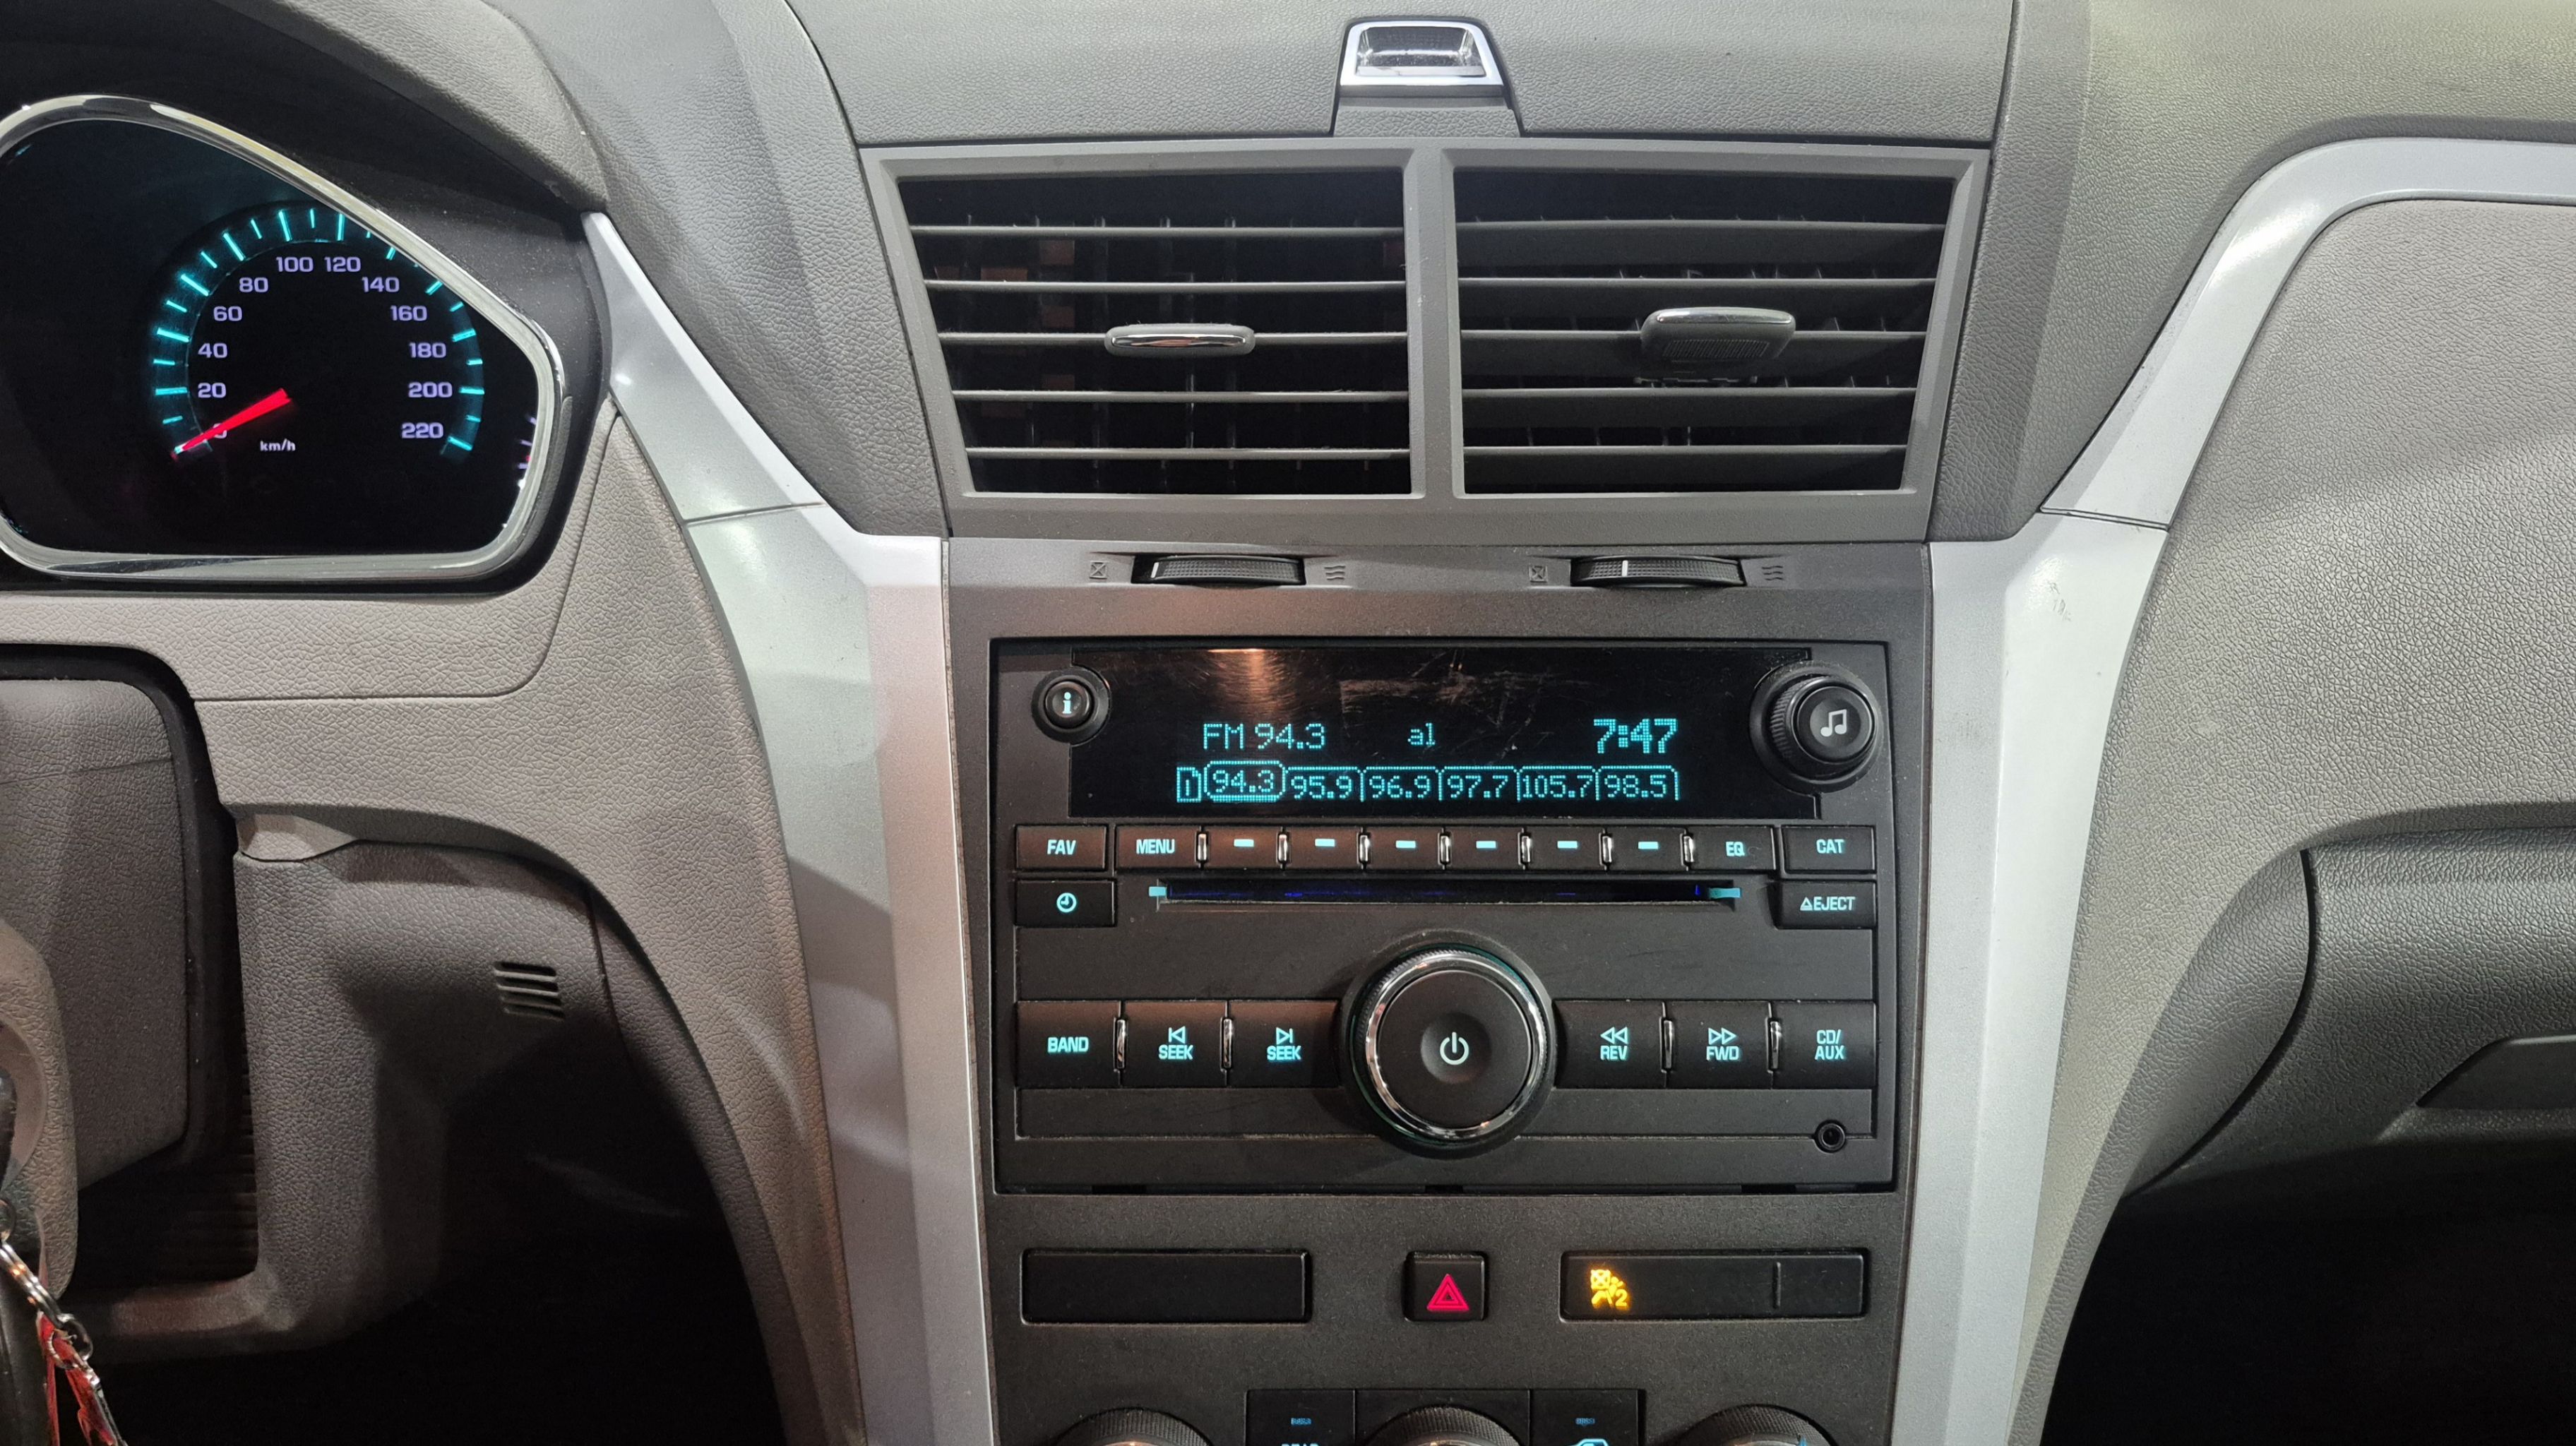 100 120
80 140
60 160
40 180
20 200
220
km/h
i
FM 94.3 al 7:47
94.3 95.9 96.9 97.7 105.7 98.5
FAV MENU EQ CAT
EJECT
BAND SEEK SEEK REV FWD CD/
AUX
2